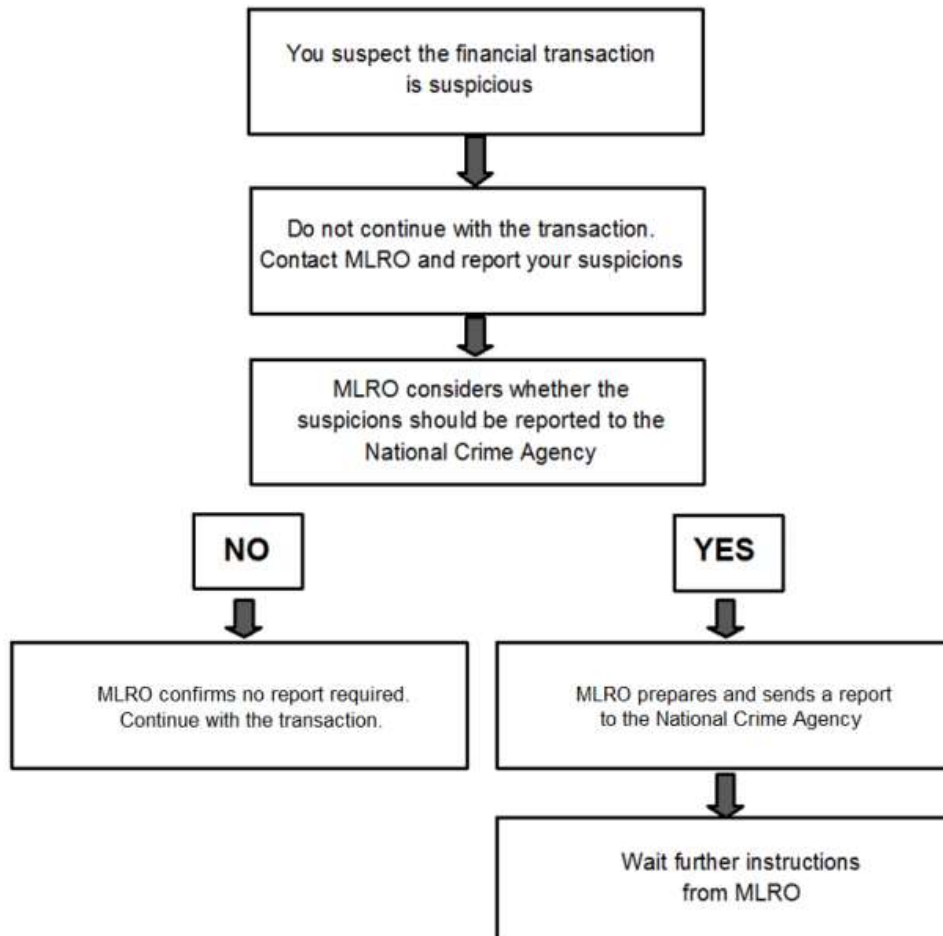 You suspect the financial transaction
is suspicious
Do not continue with the transaction.
Contact MLRO and report your suspicions
MLRO considers whether the
suspicions should be reported to the
National Crime Agency
NO
YES
MLRO confirms no report required.
Continue with the transaction.
MLRO prepares and sends a report
to the National Crime Agency
Wait further instructions
from MLRO